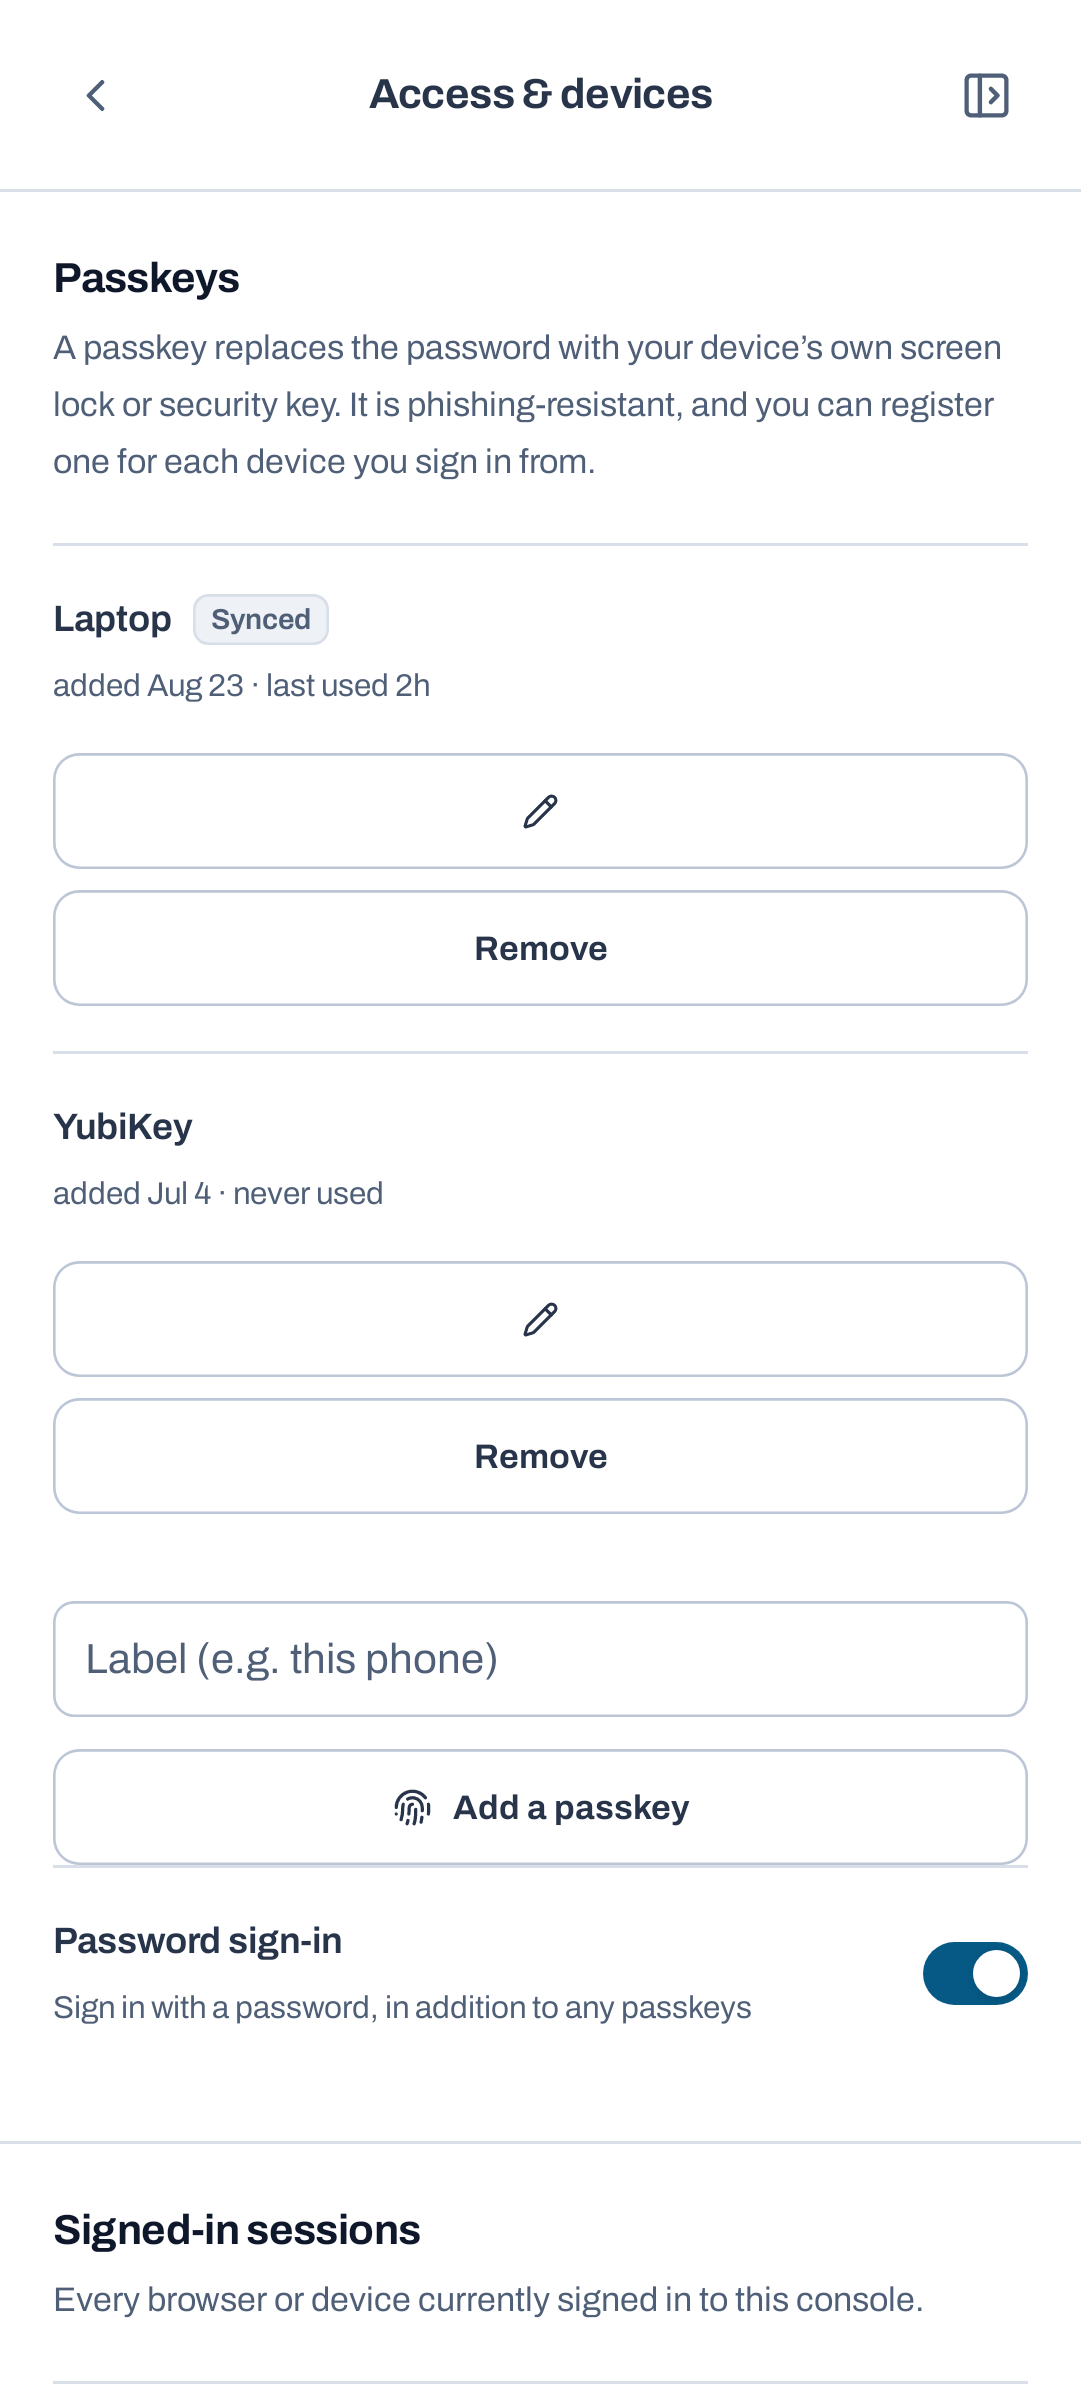 Access & devices
Passkeys
A passkey replaces the password with your device’s own screen
lock or security key. It is phishing-resistant, and you can register
one for each device you sign in from.
Laptop Synced
added Aug 23 · last used 2h
Remove
YubiKey
added Jul 4 · never used
Remove
Label (e.g. this phone)
Add a passkey
Password sign-in
Sign in with a password, in addition to any passkeys
Signed-in sessions
Every browser or device currently signed in to this console.